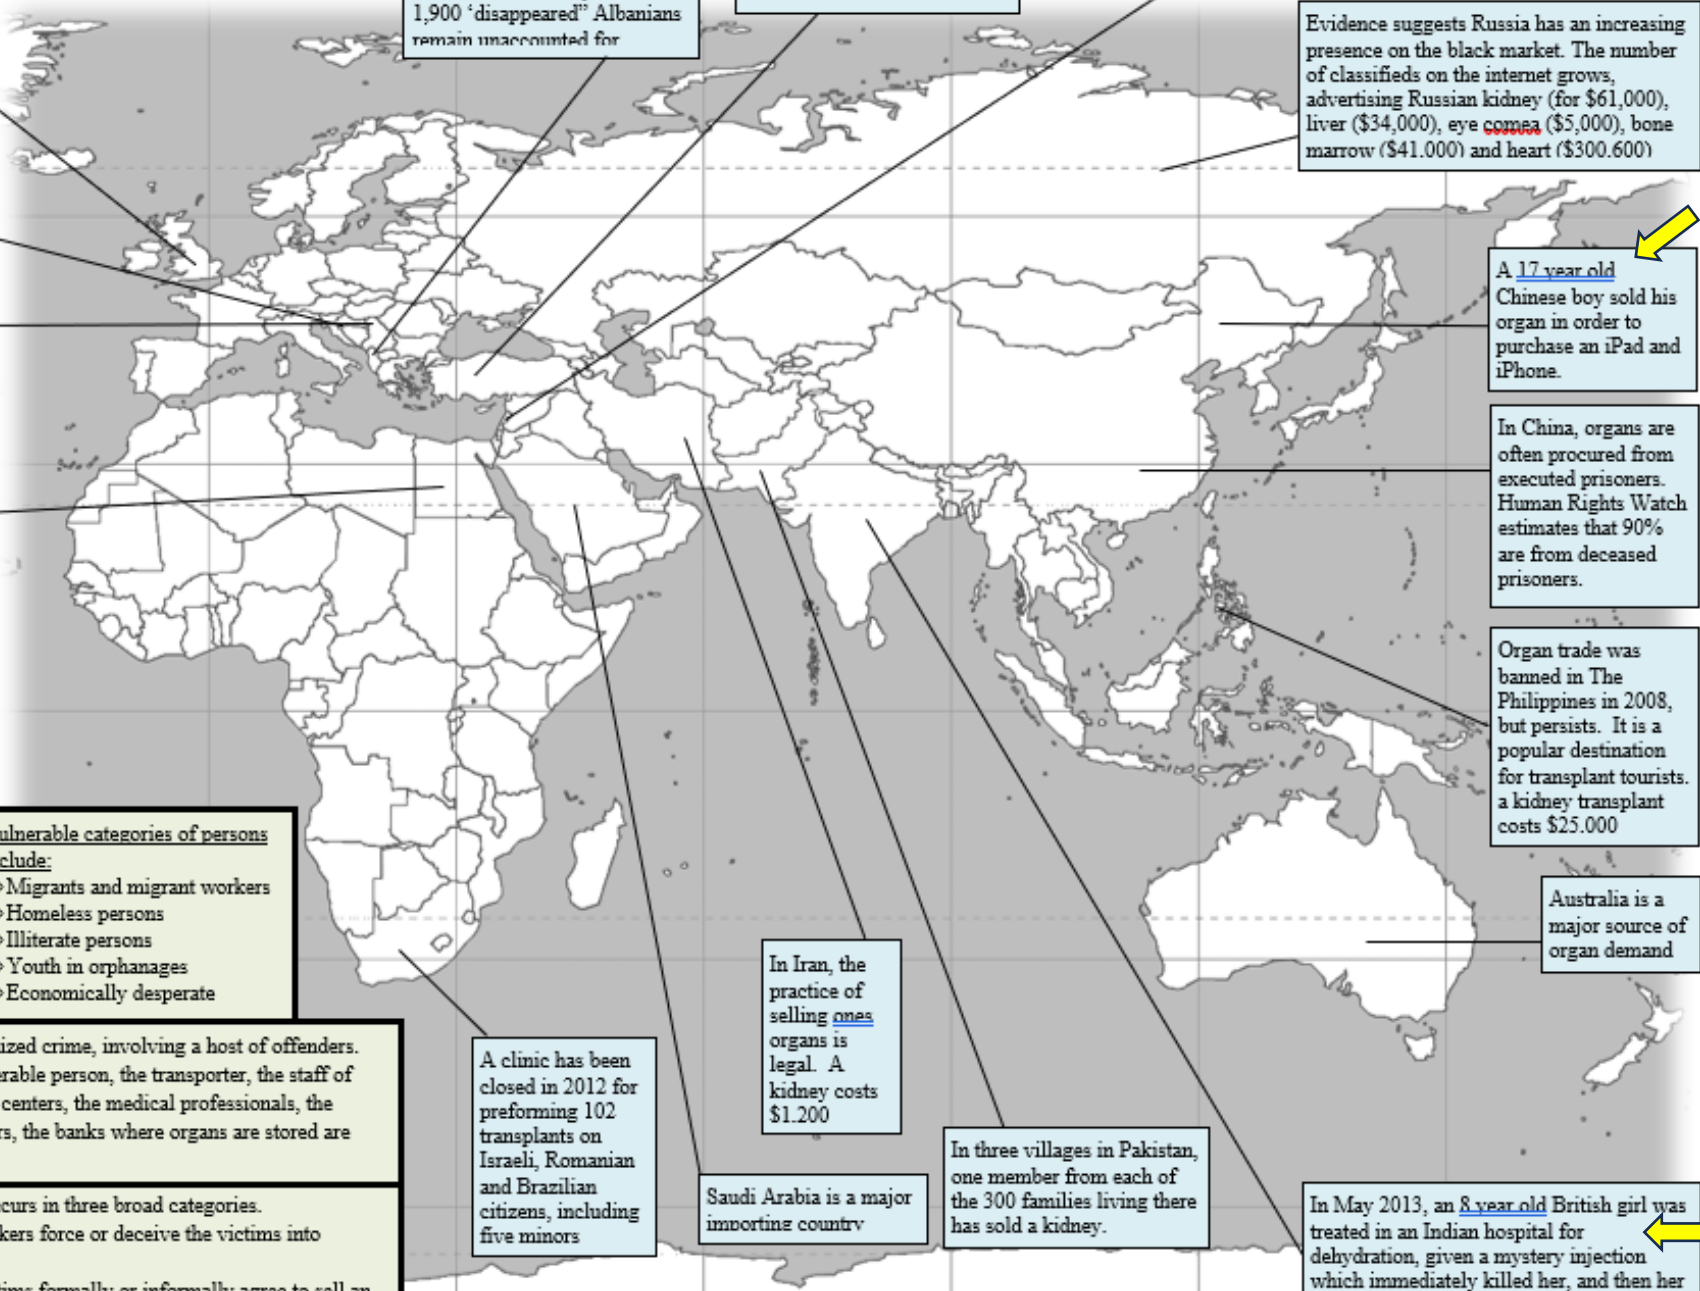 1,900 ‘disappeared” Albanians
remain unaccounted for
Evidence suggests Russia has an increasing
presence on the black market. The number
of classifieds on the internet grows,
advertising Russian kidney (for $61,000),
liver ($34,000), eye comea ($5,000), bone
marrow ($41.000) and heart ($300.600)
A 17 year old
Chinese boy sold his
organ in order to
purchase an iPad and
iPhone.
In China, organs are
often procured from
executed prisoners.
Human Rights Watch
estimates that 90%
are from deceased
prisoners.
Organ trade was
banned in The
Philippines in 2008,
but persists. It is a
popular destination
for transplant tourists.
a kidney transplant
costs $25.000
Australia is a
major source of
organ demand
ulnerable categories of persons
clude:
Migrants and migrant workers
Homeless persons
Illiterate persons
Youth in orphanages
Economically desperate
ized crime, involving a host of offenders.
erable person, the transporter, the staff of
centers, the medical professionals, the
rs, the banks where organs are stored are
curs in three broad categories.
kers force or deceive the victims into
tims formally or informally agree to sell an
A clinic has been
closed in 2012 for
preforming 102
transplants on
Israeli, Romanian
and Brazilian
citizens, including
five minors
Saudi Arabia is a major
importing country
In Iran, the
practice of
selling ones
organs is
legal. A
kidney costs
$1.200
In three villages in Pakistan,
one member from each of
the 300 families living there
has sold a kidney.
In May 2013, an 8 year old British girl was
treated in an Indian hospital for
dehydration, given a mystery injection
which immediately killed her, and then her